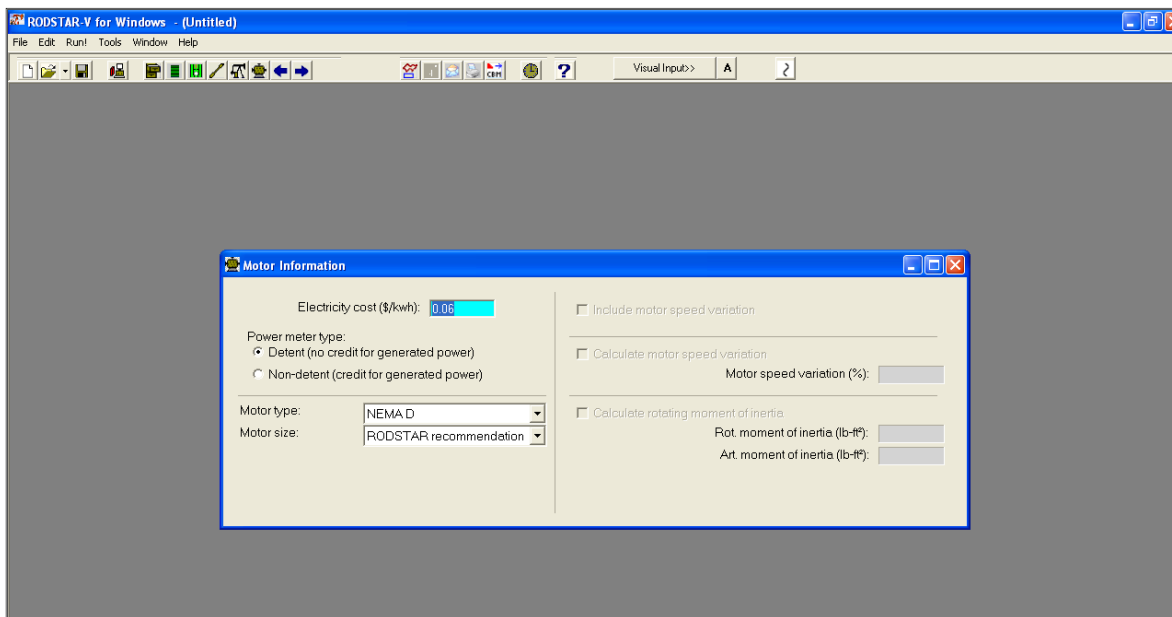 RODSTAR-V for Windows - (Untitled)
File Edit Run! Tools Window Help
CDM ? Visual Input>> A
Motor Information
Electricity cost ($/kwh): 0.06
Power meter type:
Detent (no credit for generated power)
Non-detent (credit for generated power)
Motor type: NEMA D
Motor size: RODSTAR recommendation
Include motor speed variation
Calculate motor speed variation
Motor speed variation (%):
Calculate rotating moment of inertia
Rot. moment of inertia (lb-ft²):
Art. moment of inertia (lb-ft²):